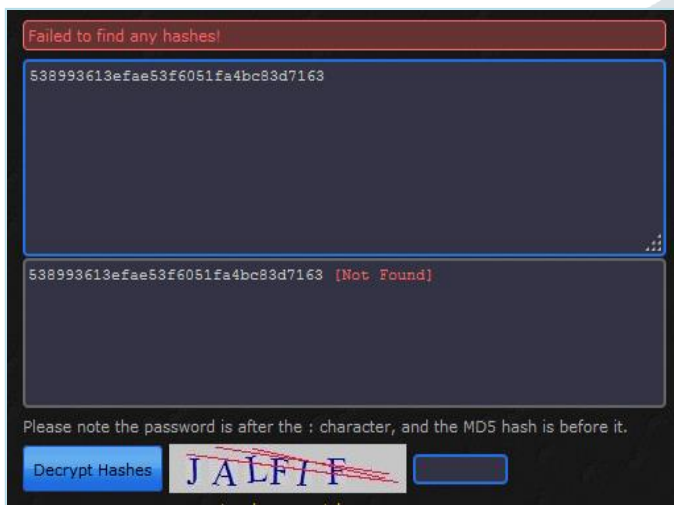 Failed to find any hashes!
538993613efae53f6051fa4bc83d7163
538993613efae53f6051fa4bc83d7163 [Not Found]
Please note the password is after the : character, and the MD5 hash is before it.
Decrypt Hashes JALFIF